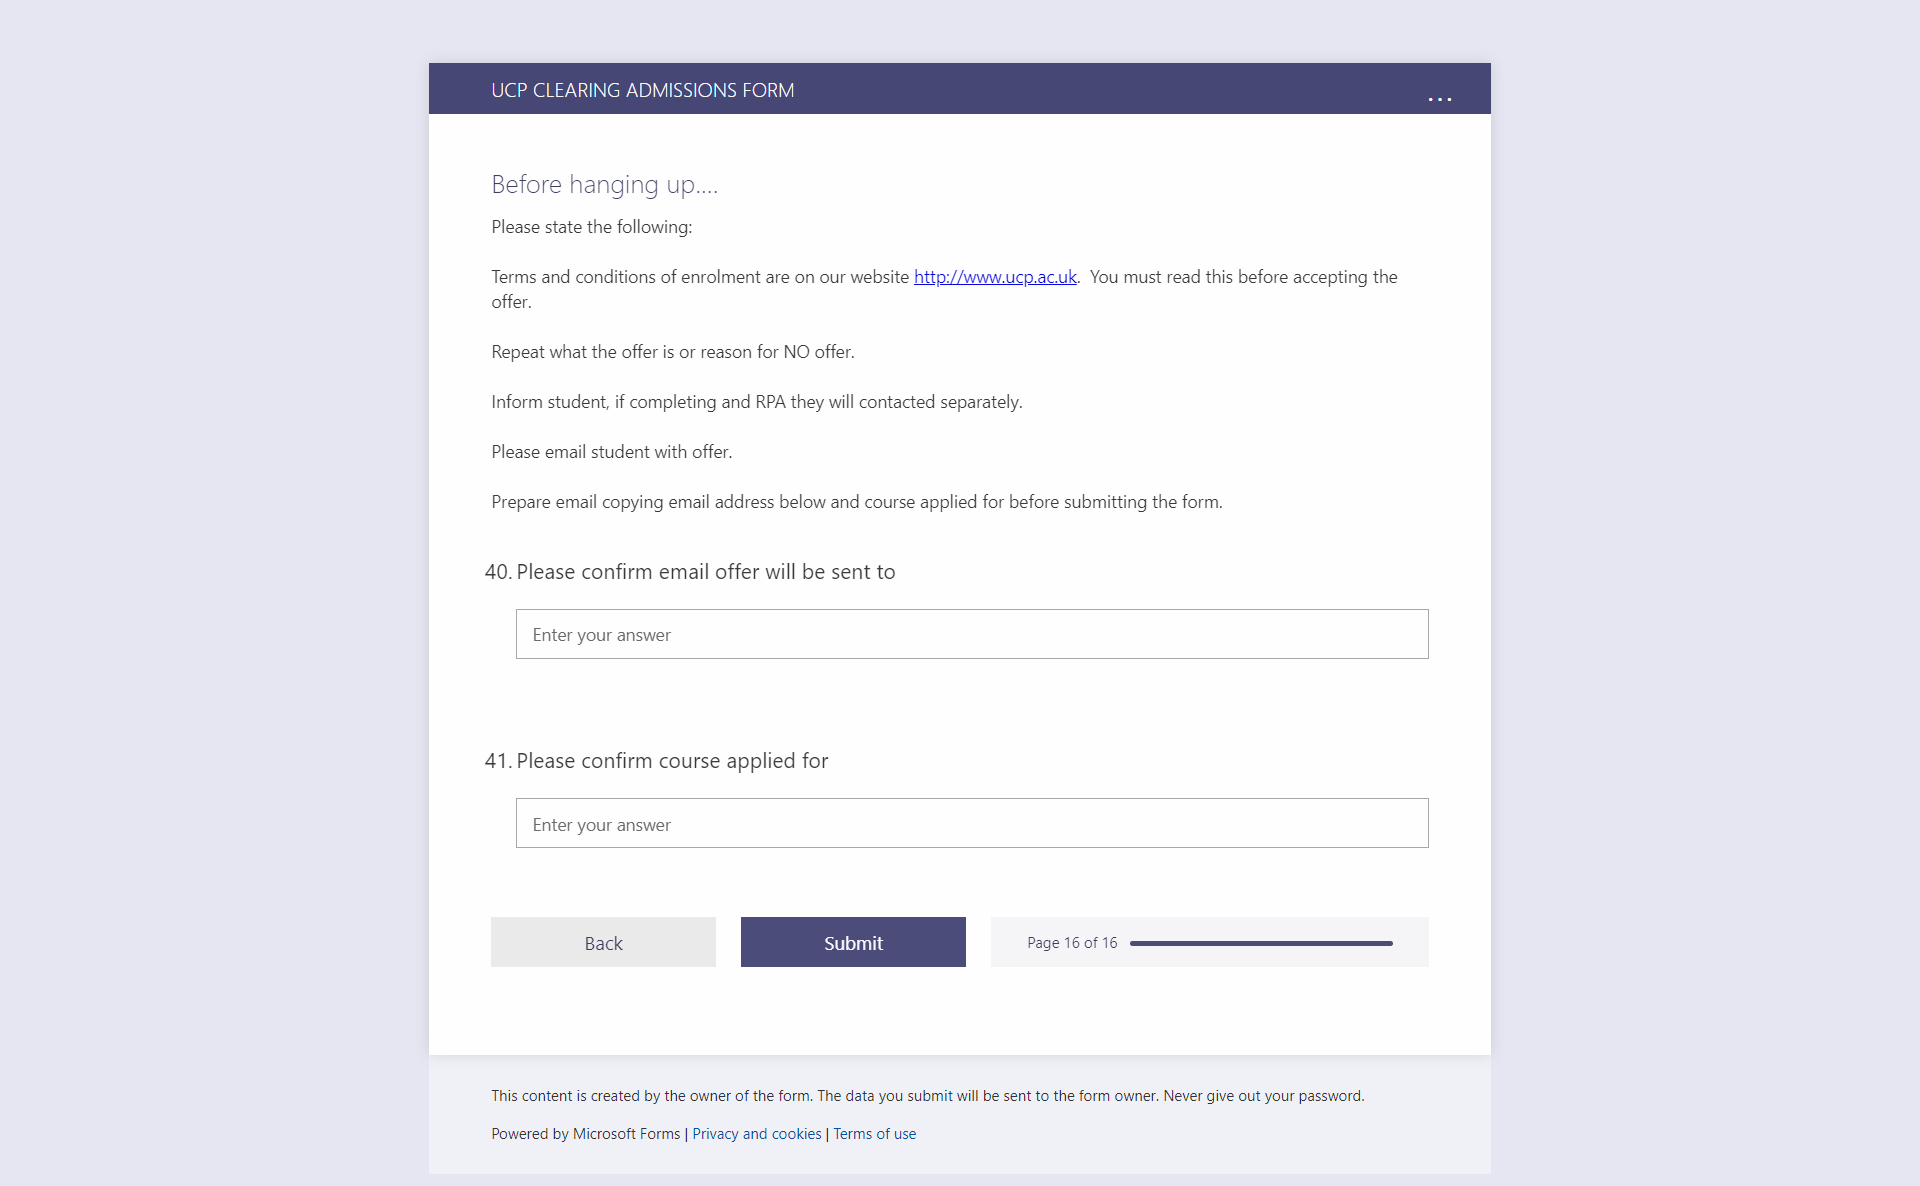 UCP CLEARING ADMISSIONS FORM
...
Before hanging up....
Please state the following:
Terms and conditions of enrolment are on our website http://www.ucp.ac.uk.  You must read this before accepting the
offer.
Repeat what the offer is or reason for NO offer.
Inform student, if completing and RPA they will contacted separately.
Please email student with offer.
Prepare email copying email address below and course applied for before submitting the form.
40. Please confirm email offer will be sent to
Enter your answer
41. Please confirm course applied for
Enter your answer
Back Submit Page 16 of 16
This content is created by the owner of the form. The data you submit will be sent to the form owner. Never give out your password.
Powered by Microsoft Forms | Privacy and cookies | Terms of use